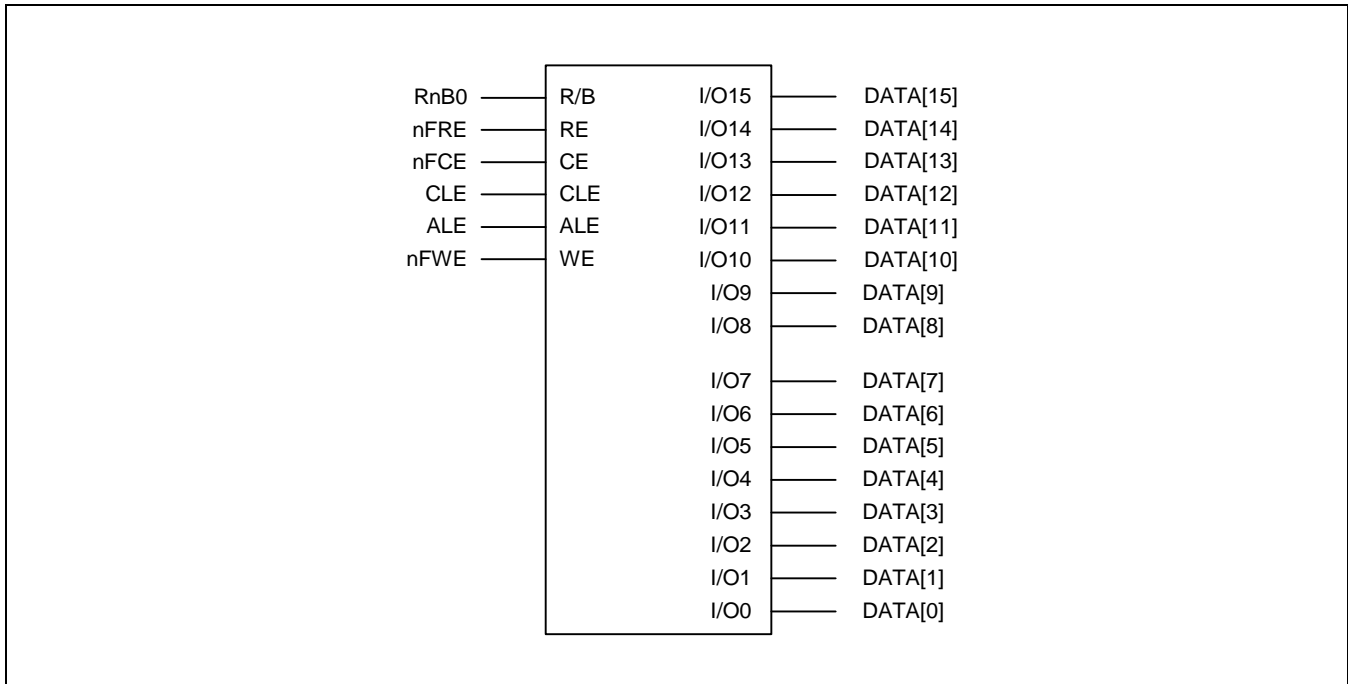 RnB0 R/B I/O15 DATA[15]
nFRE RE I/O14 DATA[14]
nFCE CE I/O13 DATA[13]
CLE CLE I/O12 DATA[12]
ALE ALE I/O11 DATA[11]
nFWE WE I/O10 DATA[10]
I/O9 DATA[9]
I/O8 DATA[8]
I/O7 DATA[7]
I/O6 DATA[6]
I/O5 DATA[5]
I/O4 DATA[4]
I/O3 DATA[3]
I/O2 DATA[2]
I/O1 DATA[1]
I/O0 DATA[0]